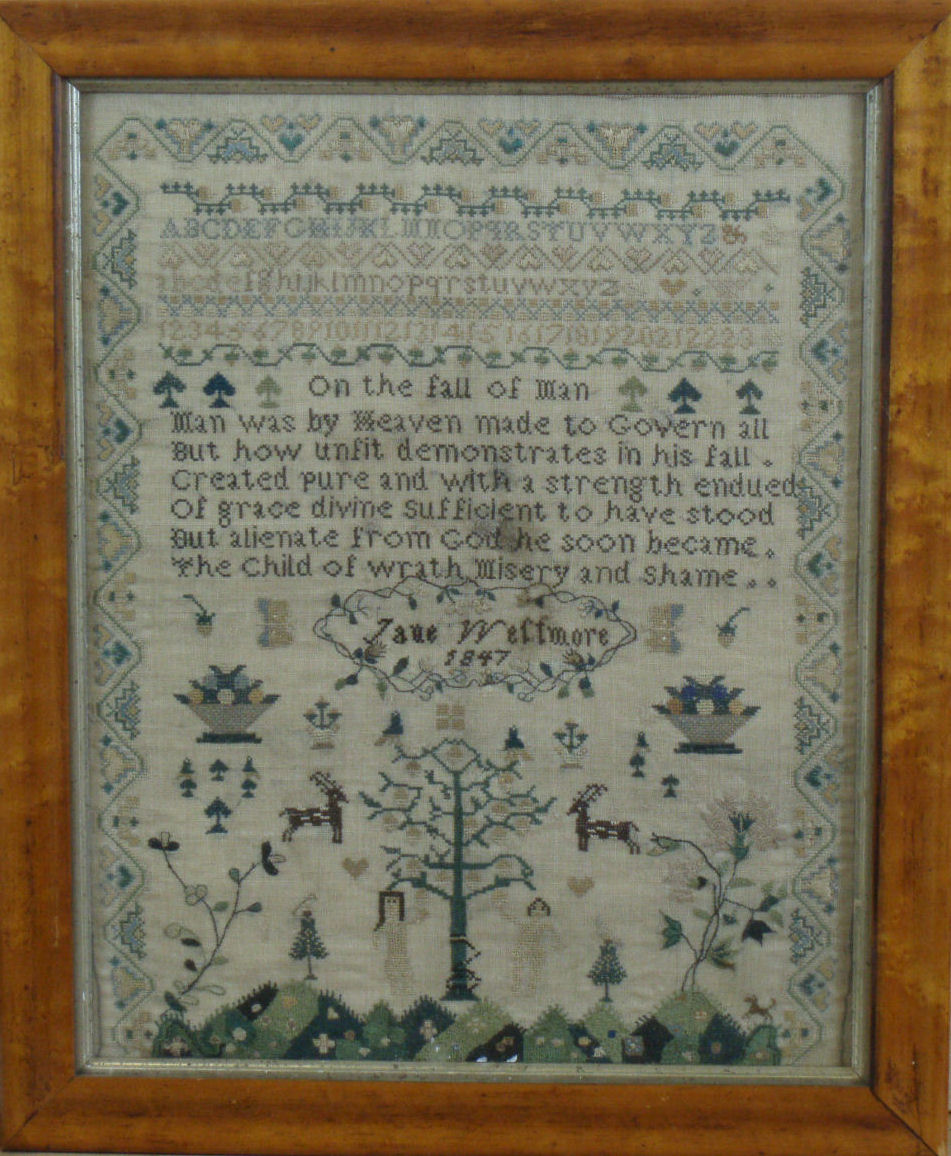 ABCDEFGHIJKLMNOPQRSTUVWXYZ &
abcdefghijklmnopqrstuvwxyz
1234567891011121314151617181920212223
On the fall of Man
Man was by Heaven made to Govern all
But how unfit demonstrates in his fall .
Created Pure and with a strength endued
Of grace divine Sufficient to have stood
But alienate from God he soon became .
The Child of wrath Misery and Shame . .
Jane Wellmore
1847